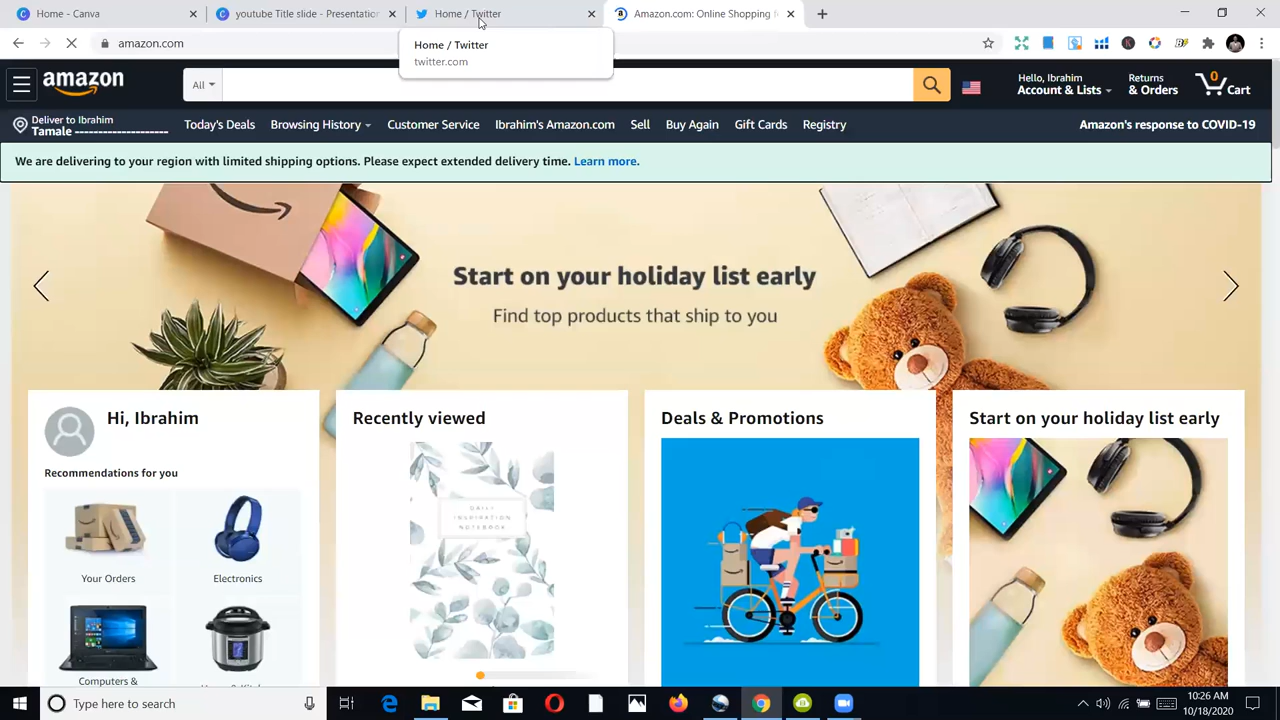 Home - Canva
youtube Title slide - Presentation
Home / Twitter
Amazon.com: Online Shopping f
amazon.com
Home / Twitter
twitter.com
amazon
All
Hello, Ibrahim
Account & Lists
Returns
& Orders
0
Cart
Deliver to Ibrahim
Tamale
Today's Deals
Browsing History
Customer Service
Ibrahim's Amazon.com
Sell
Buy Again
Gift Cards
Registry
Amazon's response to COVID-19
We are delivering to your region with limited shipping options. Please expect extended delivery time. Learn more.
Start on your holiday list early
Find top products that ship to you
Hi, Ibrahim
Recommendations for you
Your Orders
Electronics
Computers &
Recently viewed
DAILY
INSPIRATION
NOTEBOOK
Deals & Promotions
Start on your holiday list early
Type here to search
10:26 AM
10/18/2020